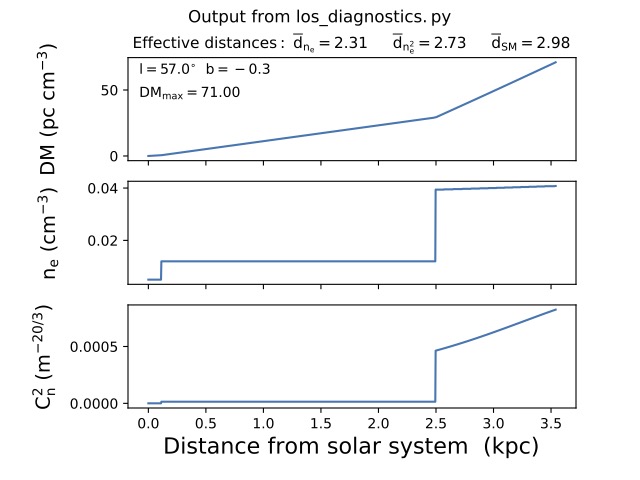 Output from los_diagnostics.py
Effective distances: d̅ₙₑ = 2.31 d̅ₙₑ² = 2.73 d̅SM = 2.98
l = 57.0° b = −0.3
DMmax = 71.00
DM (pc cm⁻³)
50
0
nₑ (cm⁻³)
0.04
0.02
Cₙ² (m⁻²⁰ᐟ³)
0.0005
0.0000
0.0 0.5 1.0 1.5 2.0 2.5 3.0 3.5
Distance from solar system (kpc)